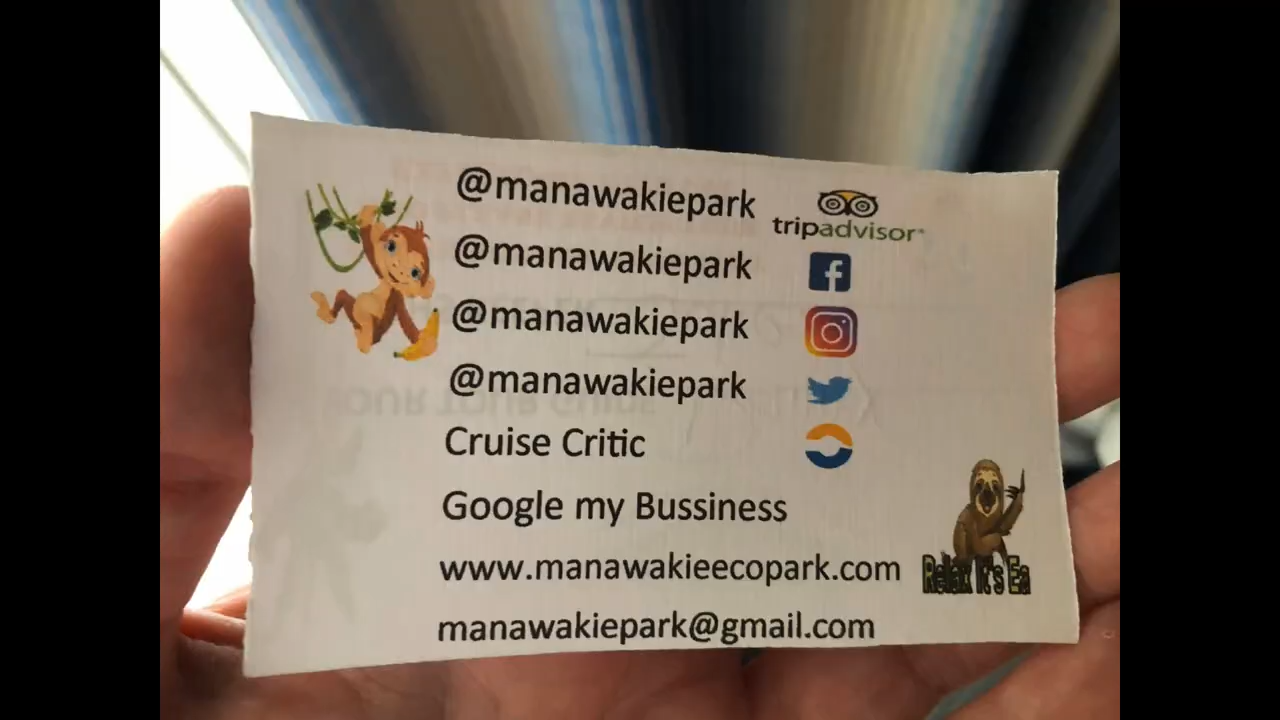 @manawakiepark
tripadvisor
@manawakiepark
@manawakiepark
@manawakiepark
Cruise Critic
Google my Bussiness
www.manawakieecopark.com
Relax It's Ea
manawakiepark@gmail.com